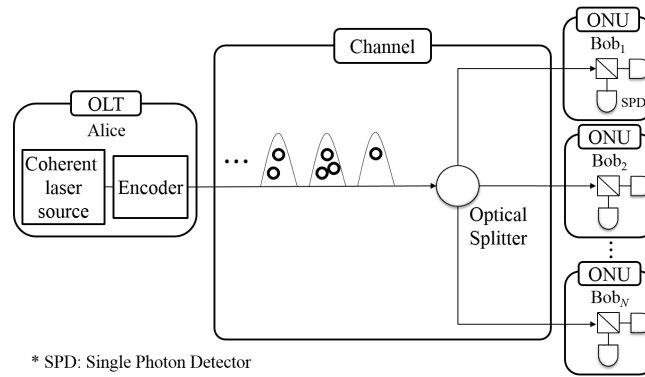 OLT
Alice
Coherent
laser
source
Encoder
Channel
...
Optical
Splitter
ONU
Bob₁
SPD
ONU
Bob₂
⋮
ONU
Bob_N
* SPD: Single Photon Detector